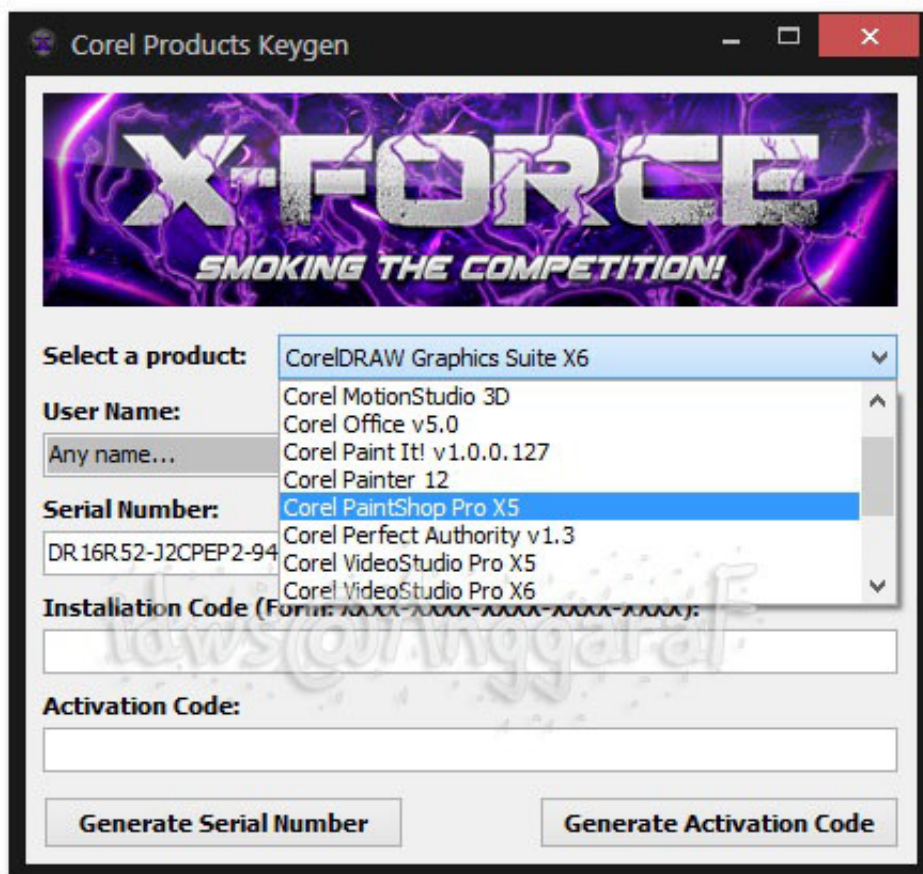 Corel Products Keygen
X-FORCE
SMOKING THE COMPETITION!
Select a product: CorelDRAW Graphics Suite X6
Corel MotionStudio 3D
User Name:
Corel Office v5.0
Any name... Corel Paint It! v1.0.0.127
Corel Painter 12
Serial Number: Corel PaintShop Pro X5
Corel Perfect Authority v1.3
DR16R52-J2CPEP2-94
Corel VideoStudio Pro X5
Corel VideoStudio Pro X6
Installation Code (Form: XXXX-XXXX-XXXX-XXXX-XXXX):
Idws@AnggaraF
Activation Code:
Generate Serial Number Generate Activation Code